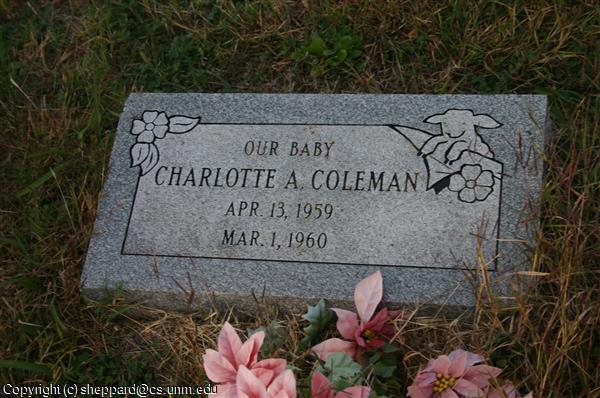 OUR BABY
CHARLOTTE A. COLEMAN
APR. 13, 1959
MAR. 1, 1960
Copyright (c) sheppard@cs.unm.edu